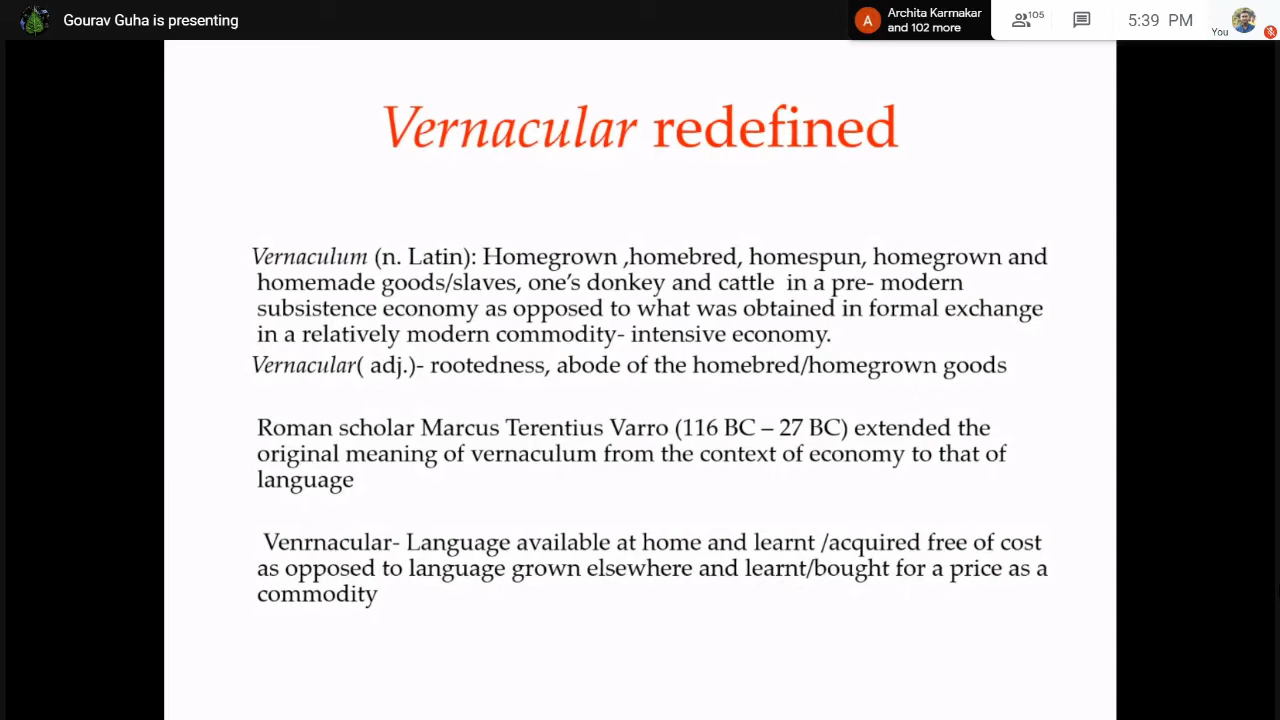 Gourav Guha is presenting
A
Archita Karmakar
and 102 more
105
5:39 PM
You
Vernacular redefined
Vernaculum (n. Latin): Homegrown ,homebred, homespun, homegrown and
homemade goods/slaves, one's donkey and cattle in a pre- modern
subsistence economy as opposed to what was obtained in formal exchange
in a relatively modern commodity- intensive economy.
Vernacular( adj.)- rootedness, abode of the homebred/homegrown goods
Roman scholar Marcus Terentius Varro (116 BC – 27 BC) extended the
original meaning of vernaculum from the context of economy to that of
language
Venrnacular- Language available at home and learnt /acquired free of cost
as opposed to language grown elsewhere and learnt/bought for a price as a
commodity